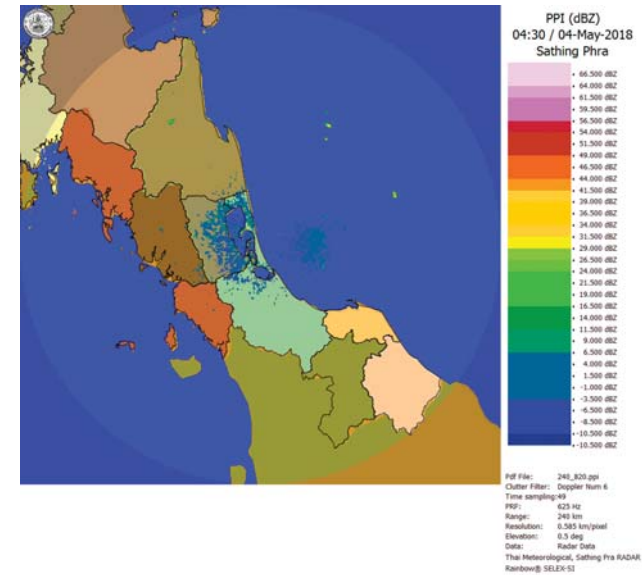 PPI (dBZ)
04:30 / 04-May-2018
Sathing Phra
66.500 dBZ
64.000 dBZ
61.500 dBZ
59.500 dBZ
56.500 dBZ
54.000 dBZ
51.500 dBZ
49.000 dBZ
46.500 dBZ
44.000 dBZ
41.500 dBZ
39.000 dBZ
36.500 dBZ
34.000 dBZ
31.500 dBZ
29.000 dBZ
26.500 dBZ
24.000 dBZ
21.500 dBZ
16.500 dBZ
14.000 dBZ
11.500 dBZ
9.000 dBZ
6.500 dBZ
4.000 dBZ
1.500 dBZ
-1.000 dBZ
-3.500 dBZ
-6.500 dBZ
-8.500 dBZ
-10.500 dBZ
-10.500 dBZ
Pdf File: 240_B20.ppi
Clutter Filter: Doppler Num 6
Time sampling:49
PRF: 625 Hz
Range: 240 km
Resolution: 0.585 km/pixel
Elevation: 0.5 deg
Data: Radar Data
Thai Meteorological, Sathing Pra RADAR
Rainbow® SELEX-SI